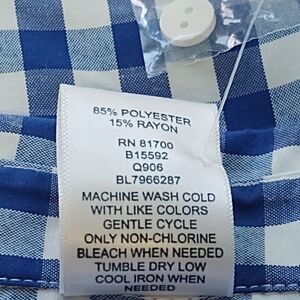 85% POLYESTER
15% RAYON
RN 81700
B15592
Q906
BL7966287
MACHINE WASH COLD
WITH LIKE COLORS
GENTLE CYCLE
ONLY NON-CHLORINE
BLEACH WHEN NEEDED
TUMBLE DRY LOW
COOL IRON WHEN
NEEDED